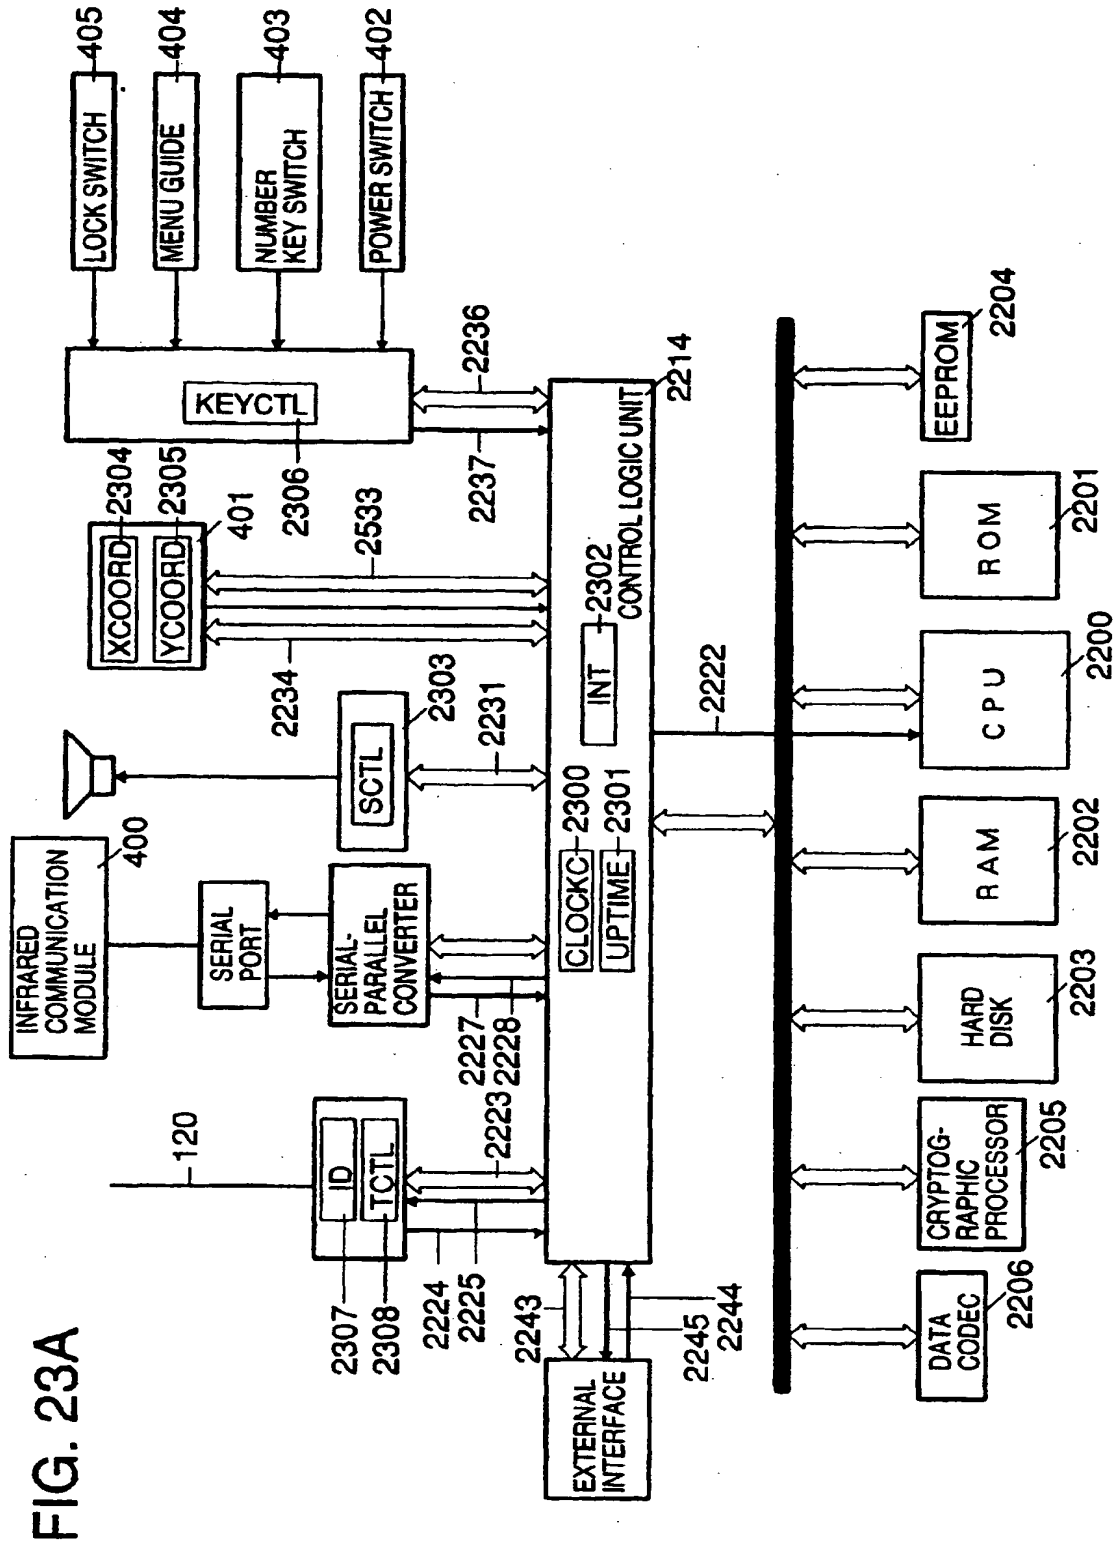 FIG. 23A
INFRARED
COMMUNICATION
MODULE
400
120
SERIAL
PORT
SERIAL-
PARALLEL
CONVERTER
2227
2228
ID
TCTL
2307
2308
2224
2225
2223
SCTL
2303
2231
XCOORD
YCOORD
2304
2305
401
2234
2533
KEYCTL
2306
2237
2236
LOCK SWITCH
405
MENU GUIDE
404
NUMBER
KEY SWITCH
403
POWER SWITCH
402
EXTERNAL
INTERFACE
2243
2245
2244
CLOCKC
2300
UPTIME
2301
INT
2302
CONTROL LOGIC UNIT
2214
2222
DATA
CODEC
2206
CRYPTOG-
RAPHIC
PROCESSOR
2205
HARD
DISK
2203
RAM
2202
CPU
2200
ROM
2201
EEPROM
2204